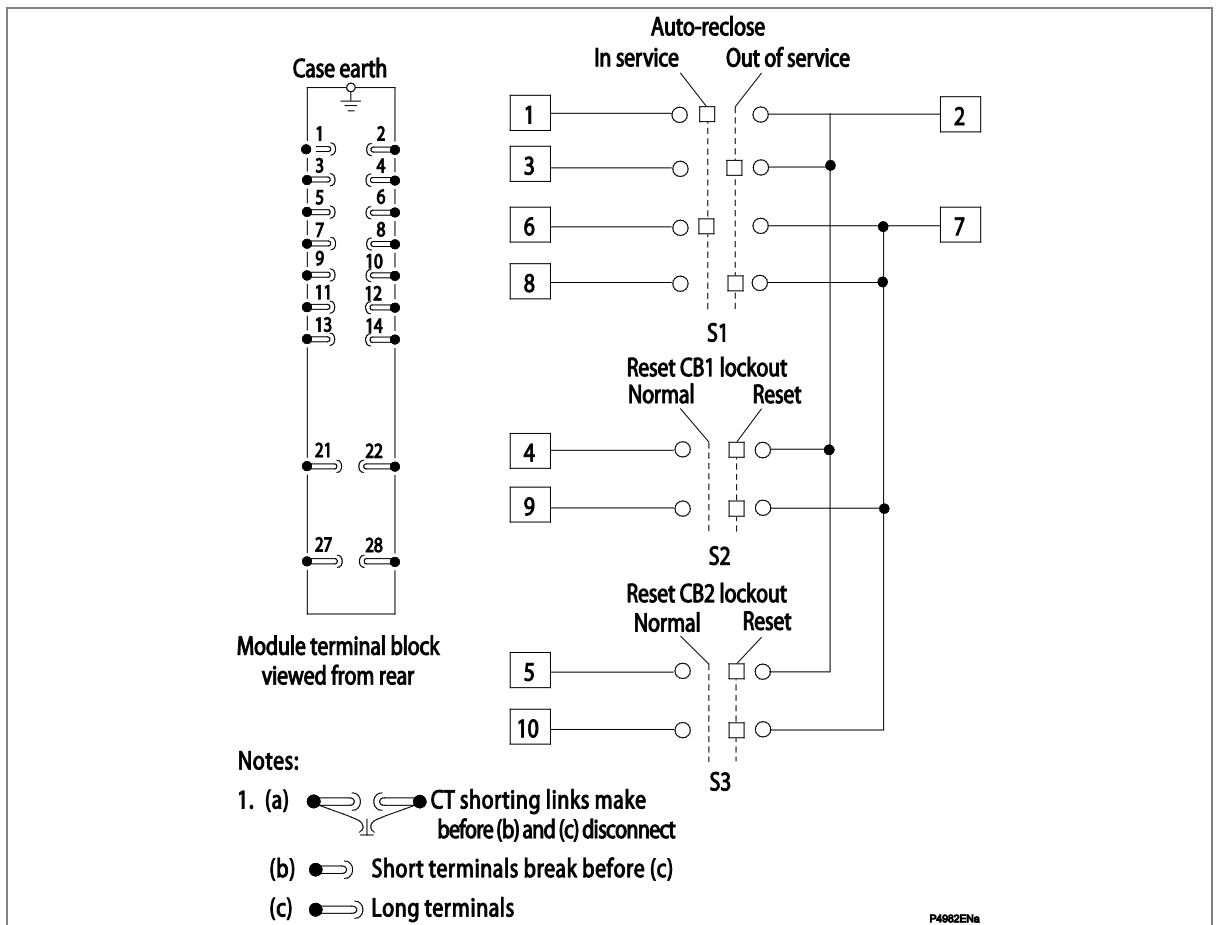 Case earth
1 2
3 4
5 6
7 8
9 10
11 12
13 14
21 22
27 28
Module terminal block
viewed from rear
Auto-reclose
In service Out of service
1 2
3
6 7
8
S1
Reset CB1 lockout
Normal Reset
4
9
S2
Reset CB2 lockout
Normal Reset
5
10
S3
Notes:
1. (a) CT shorting links make
before (b) and (c) disconnect
(b) Short terminals break before (c)
(c) Long terminals
P4982ENa